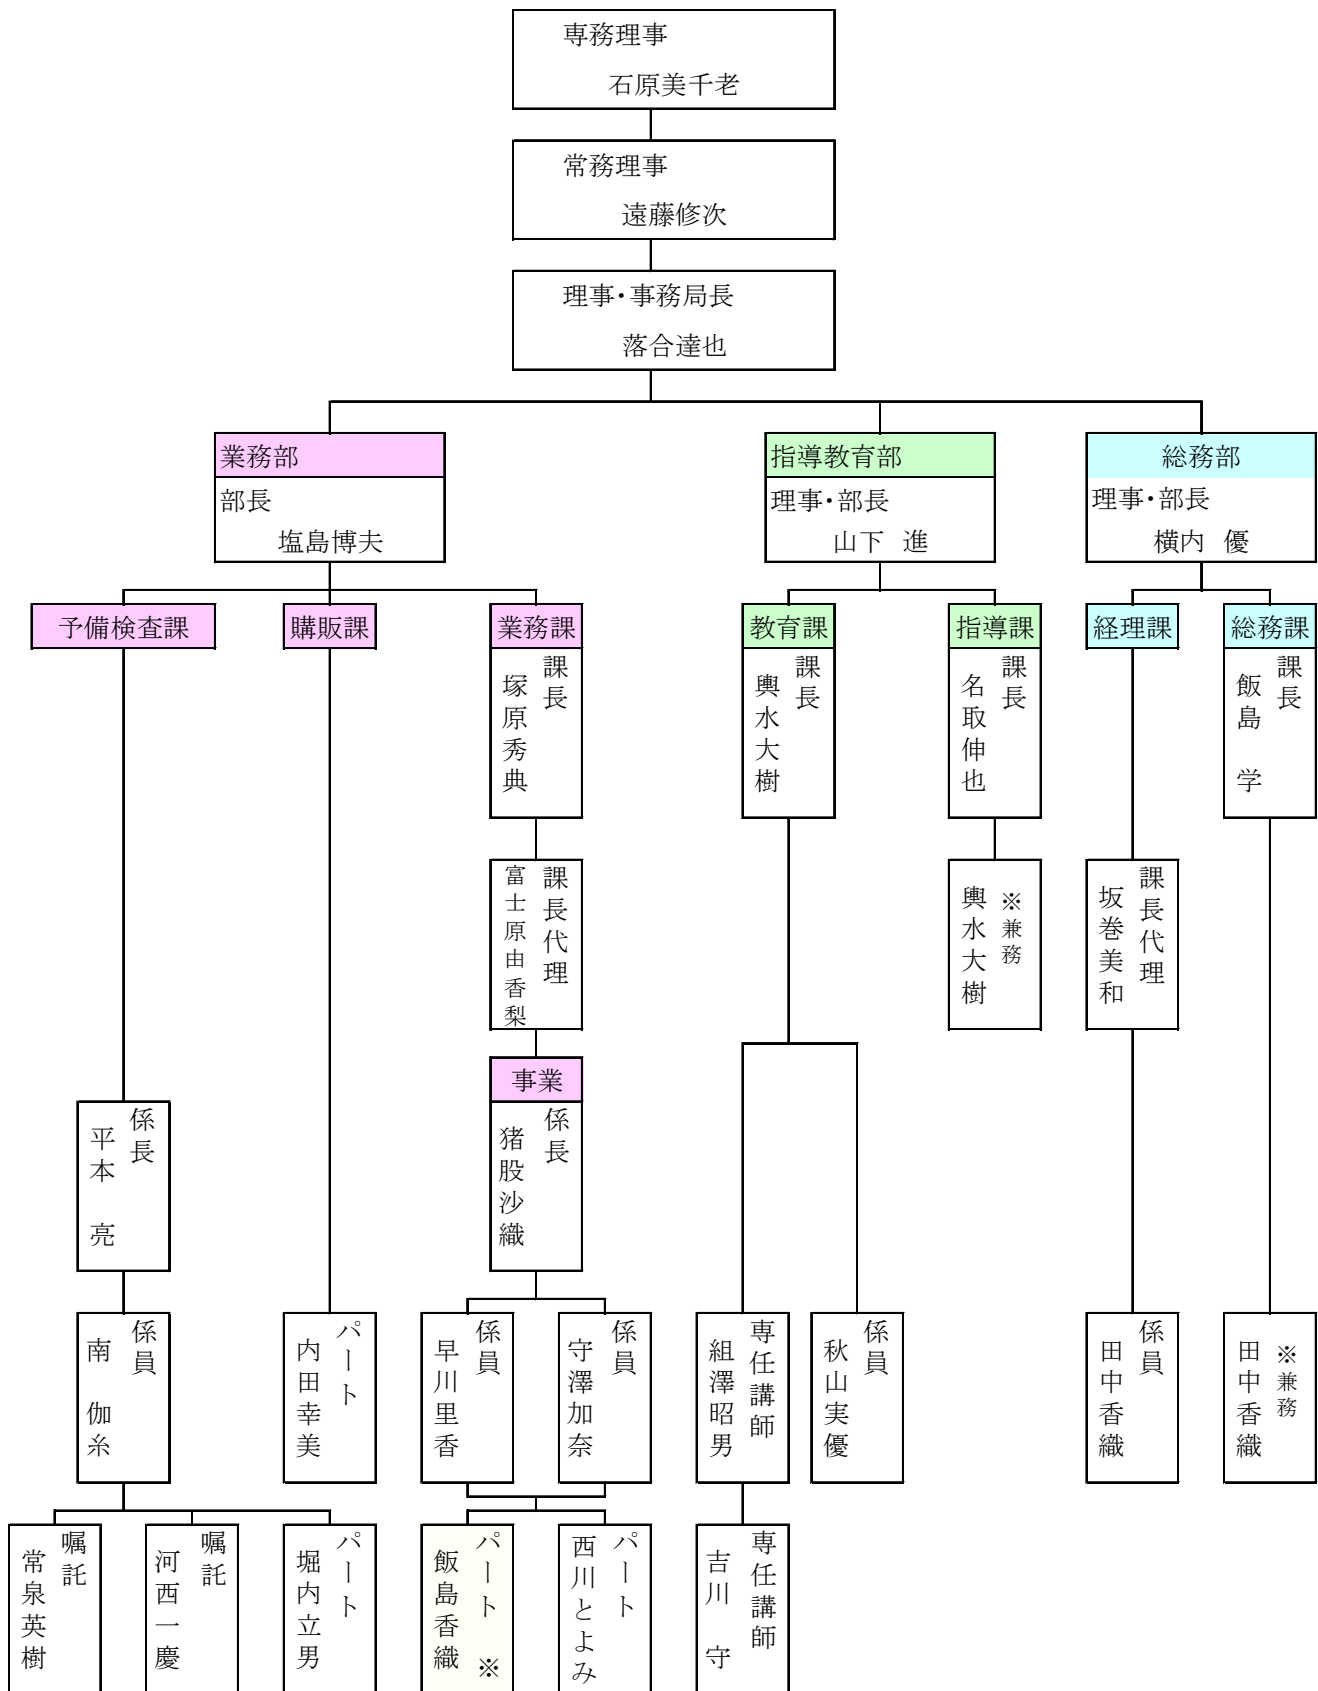 専務理事
石原美千老
常務理事
遠藤修次
理事・事務局長
落合達也
業務部
部長
塩島博夫
指導教育部
理事・部長
山下 進
総務部
理事・部長
横内 優
予備検査課
購販課
業務課
課長
塚原秀典
教育課
課長
輿水大樹
指導課
課長
名取伸也
経理課
総務課
課長
飯島 学
課長代理
富士原由香梨
※兼務
輿水大樹
課長代理
坂巻美和
事業
係長
猪股沙織
係長
平本 亮
係員
南 伽糸
パート
内田幸美
係員
早川里香
係員
守澤加奈
専任講師
組澤昭男
係員
秋山実優
係員
田中香織
※兼務
田中香織
嘱託
常泉英樹
嘱託
河西一慶
パート
堀内立男
パート ※
飯島香織
パート
西川とよみ
専任講師
吉川 守